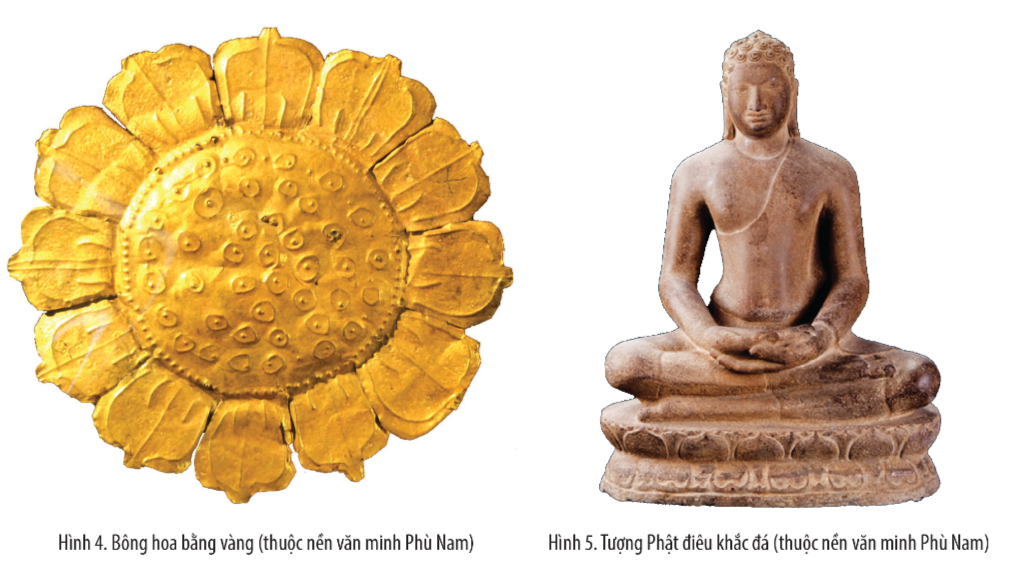 Hình 4. Bông hoa bằng vàng (thuộc nền văn minh Phù Nam)
Hình 5. Tượng Phật điêu khắc đá (thuộc nền văn minh Phù Nam)